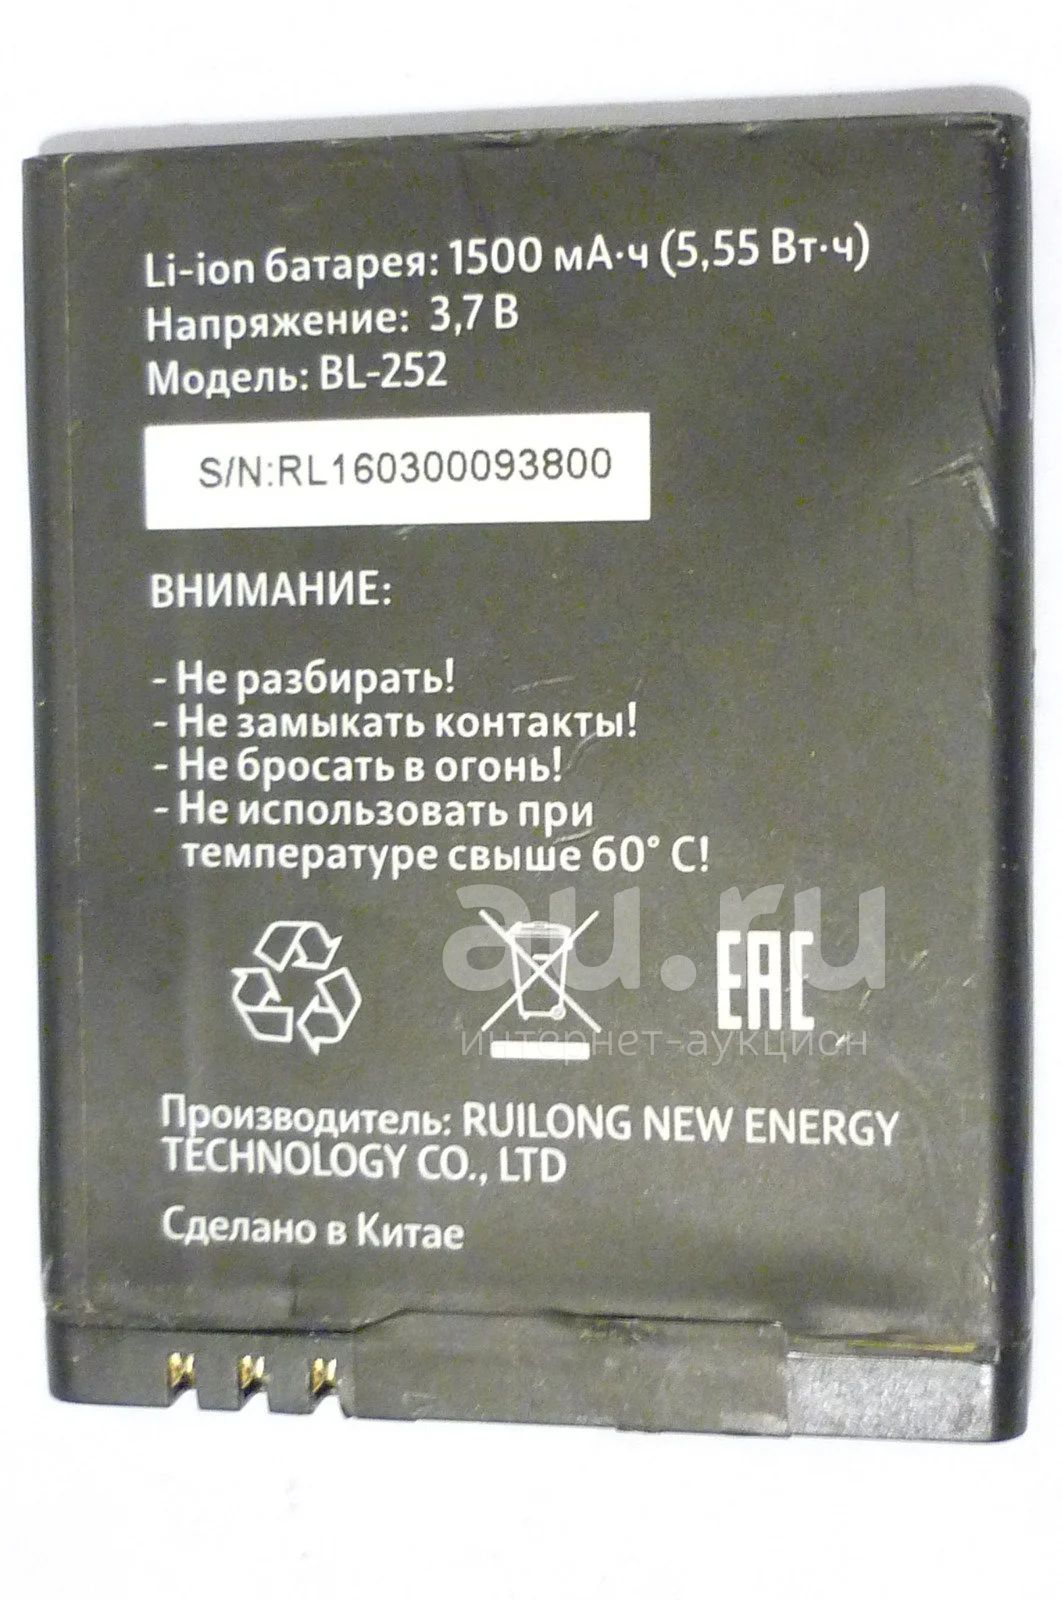 Li-ion батарея: 1500 мА·ч (5,55 Вт·ч)
Напряжение: 3,7 В
Модель: BL-252
S/N:RL160300093800
ВНИМАНИЕ:
- Не разбирать!
- Не замыкать контакты!
- Не бросать в огонь!
- Не использовать при
температуре свыше 60° С!
au.ru
интернет-аукцион
EAC
Производитель: RUILONG NEW ENERGY
TECHNOLOGY CO., LTD
Сделано в Китае